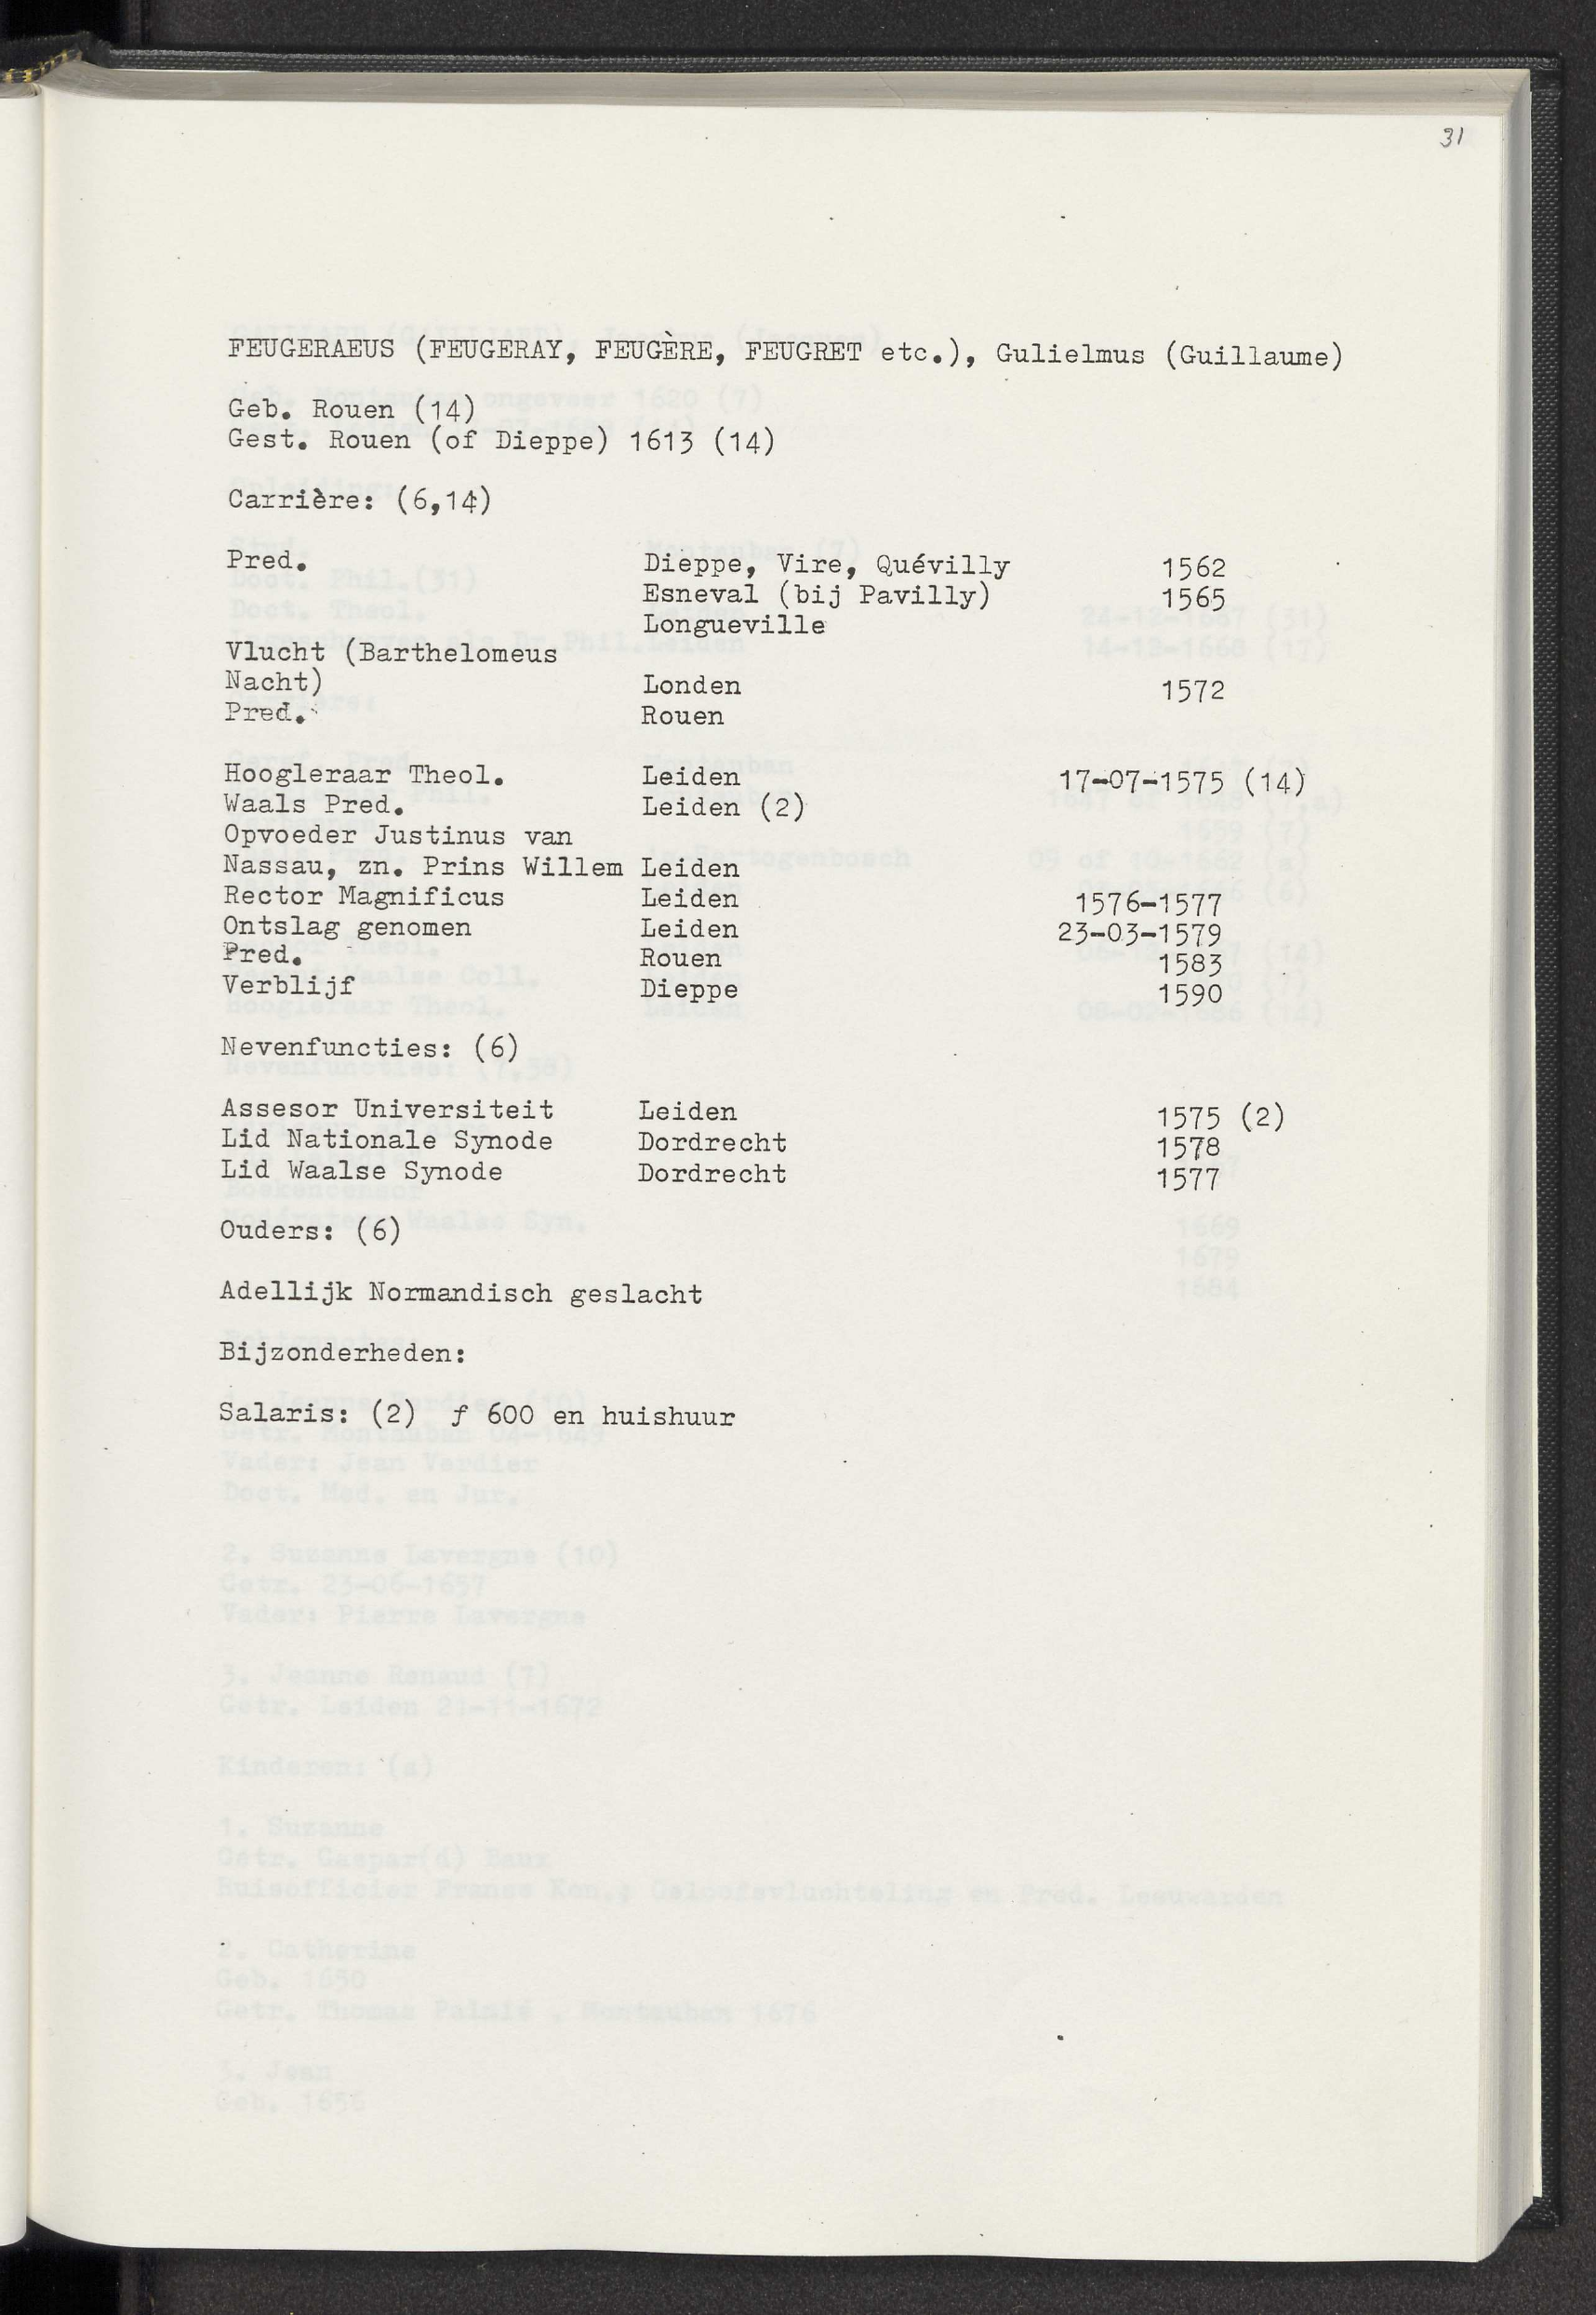 31
FEUGERAEUS (FEUGERAY, FEUGÈRE, FEUGRET etc.), Gulielmus (Guillaume)
Geb. Rouen (14)
Gest. Rouen (of Dieppe) 1613 (14)
Carrière: (6,14)
Pred. Dieppe, Vire, Quévilly 1562
Esneval (bij Pavilly) 1565
Longueville
Vlucht (Barthelomeus
Nacht) Londen 1572
Pred. Rouen
Hoogleraar Theol. Leiden 17-07-1575 (14)
Waals Pred. Leiden (2)
Opvoeder Justinus van
Nassau, zn. Prins Willem Leiden
Rector Magnificus Leiden 1576-1577
Ontslag genomen Leiden 23-03-1579
Pred. Rouen 1583
Verblijf Dieppe 1590
Nevenfuncties: (6)
Assesor Universiteit Leiden 1575 (2)
Lid Nationale Synode Dordrecht 1578
Lid Waalse Synode Dordrecht 1577
Ouders: (6)
Adellijk Normandisch geslacht
Bijzonderheden:
Salaris: (2) ƒ 600 en huishuur